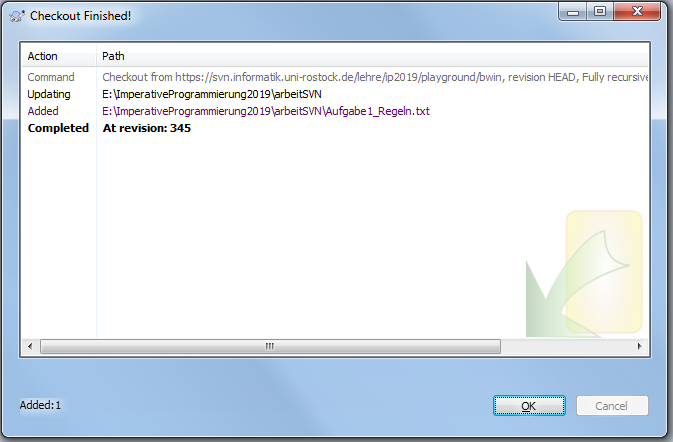 Checkout Finished!
Action Path
Command Checkout from https://svn.informatik.uni-rostock.de/lehre/ip2019/playground/bwin, revision HEAD, Fully recursive
Updating E:\ImperativeProgrammierung2019\arbeitSVN
Added E:\ImperativeProgrammierung2019\arbeitSVN\Aufgabe1_Regeln.txt
Completed At revision: 345
Added:1 OK Cancel